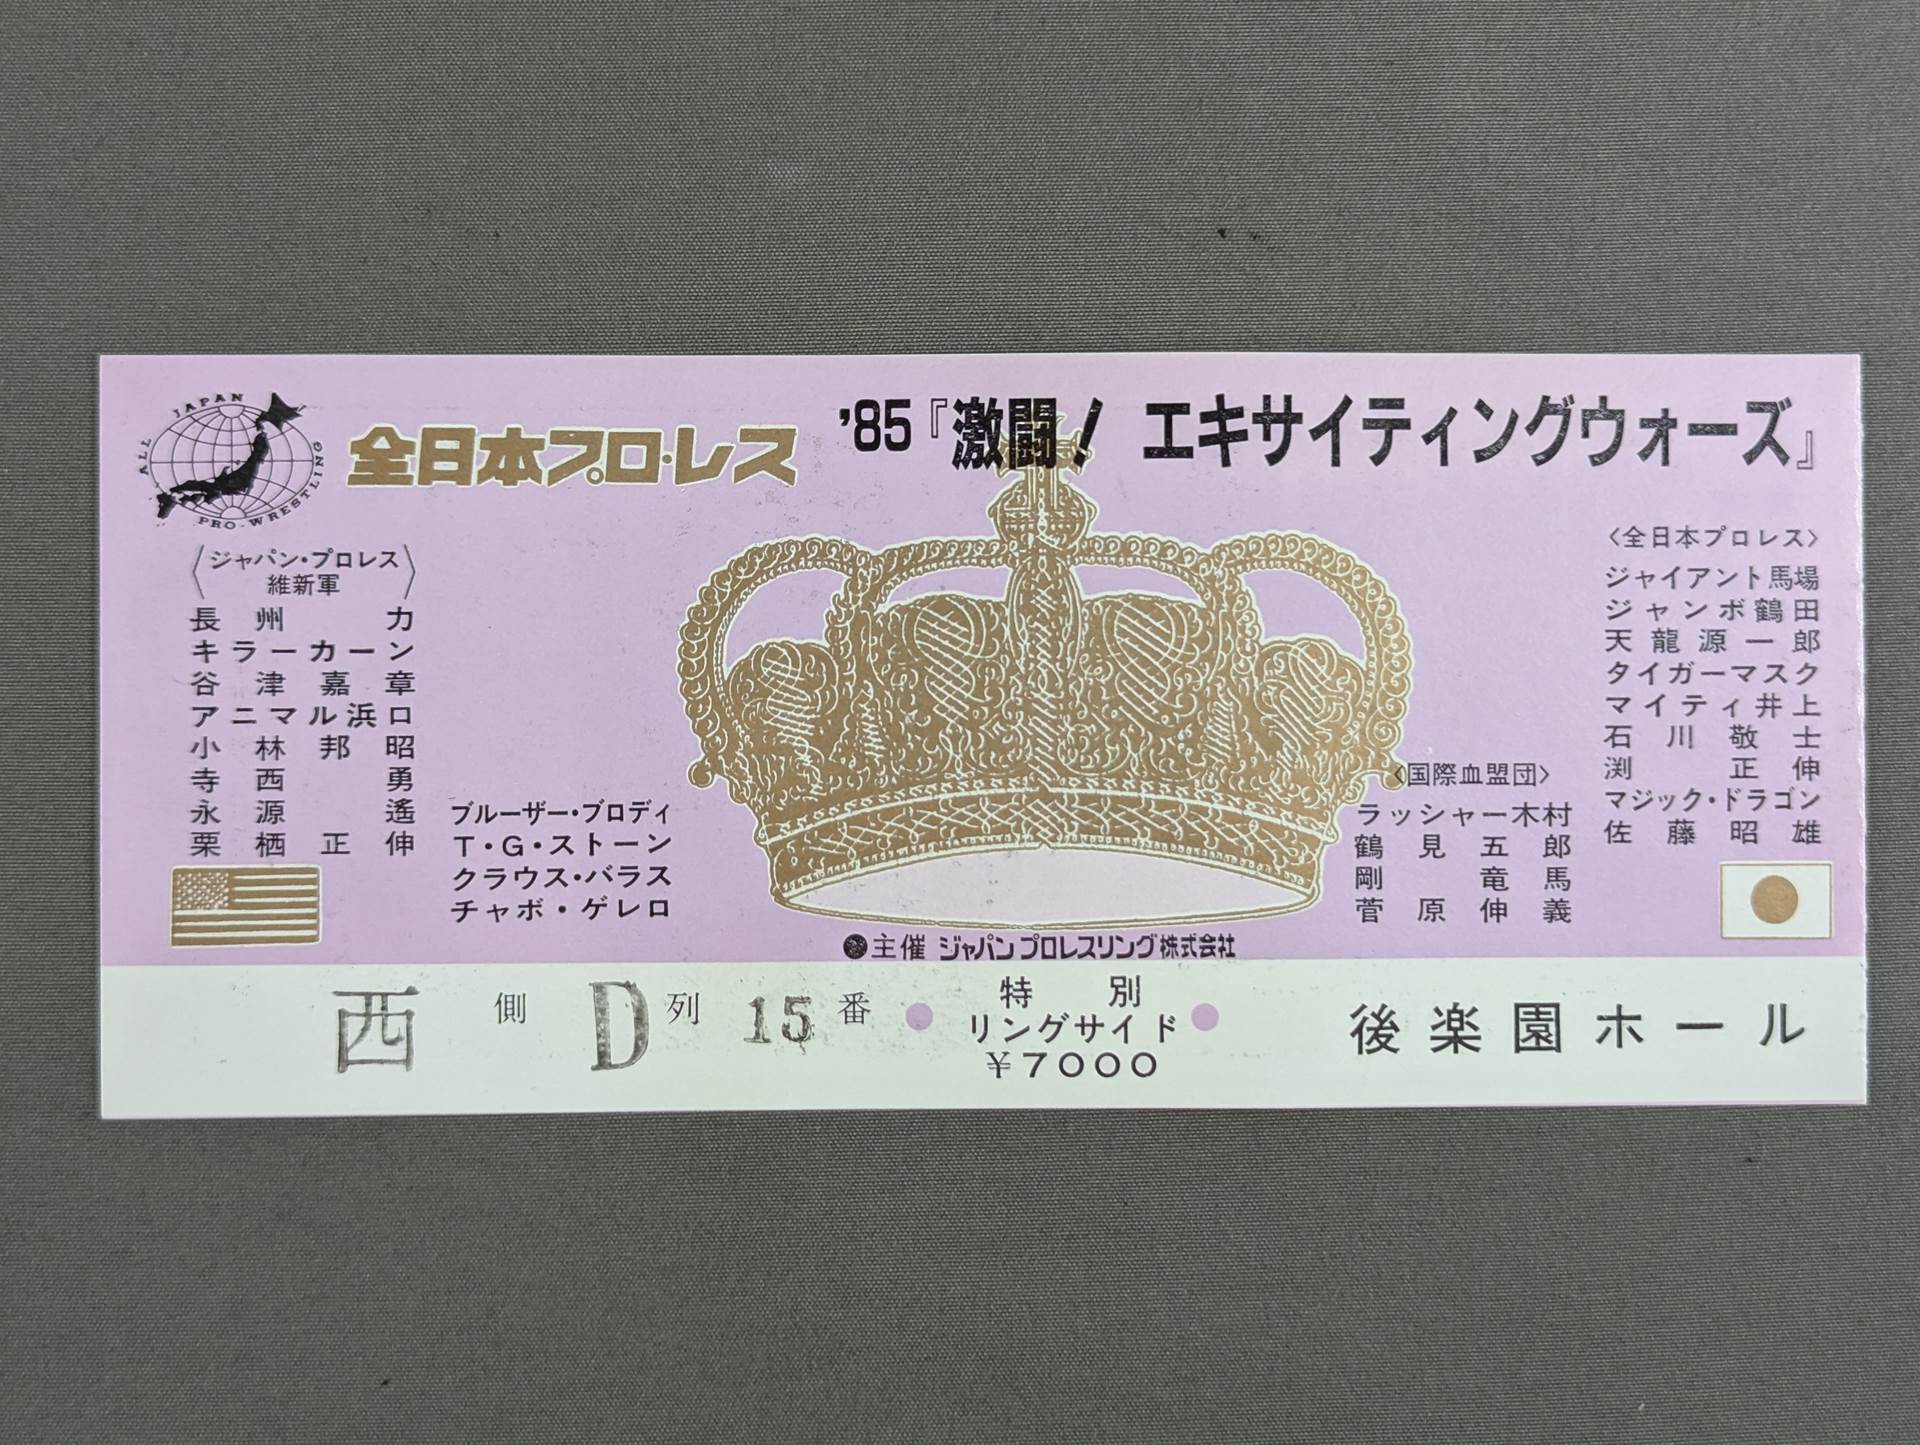 ALL JAPAN PRO-WRESTLING
全日本プロ・レス
'85『激闘! エキサイティングウォーズ』
〈ジャパン・プロレス
維新軍〉
長州力
キラーカーン
谷津嘉章
アニマル浜口
小林邦昭
寺西勇
永源遙
栗栖正伸
ブルーザー・ブロディ
T・G・ストーン
クラウス・バラス
チャボ・ゲレロ
〈国際血盟団〉
ラッシャー木村
鶴見五郎
剛竜馬
菅原伸義
〈全日本プロレス〉
ジャイアント馬場
ジャンボ鶴田
天龍源一郎
タイガーマスク
マイティ井上
石川敬士
渕正伸
マジック・ドラゴン
佐藤昭雄
●主催 ジャパンプロレスリング株式会社
西側 D列 15番
特別
リングサイド
¥7000
後楽園ホール